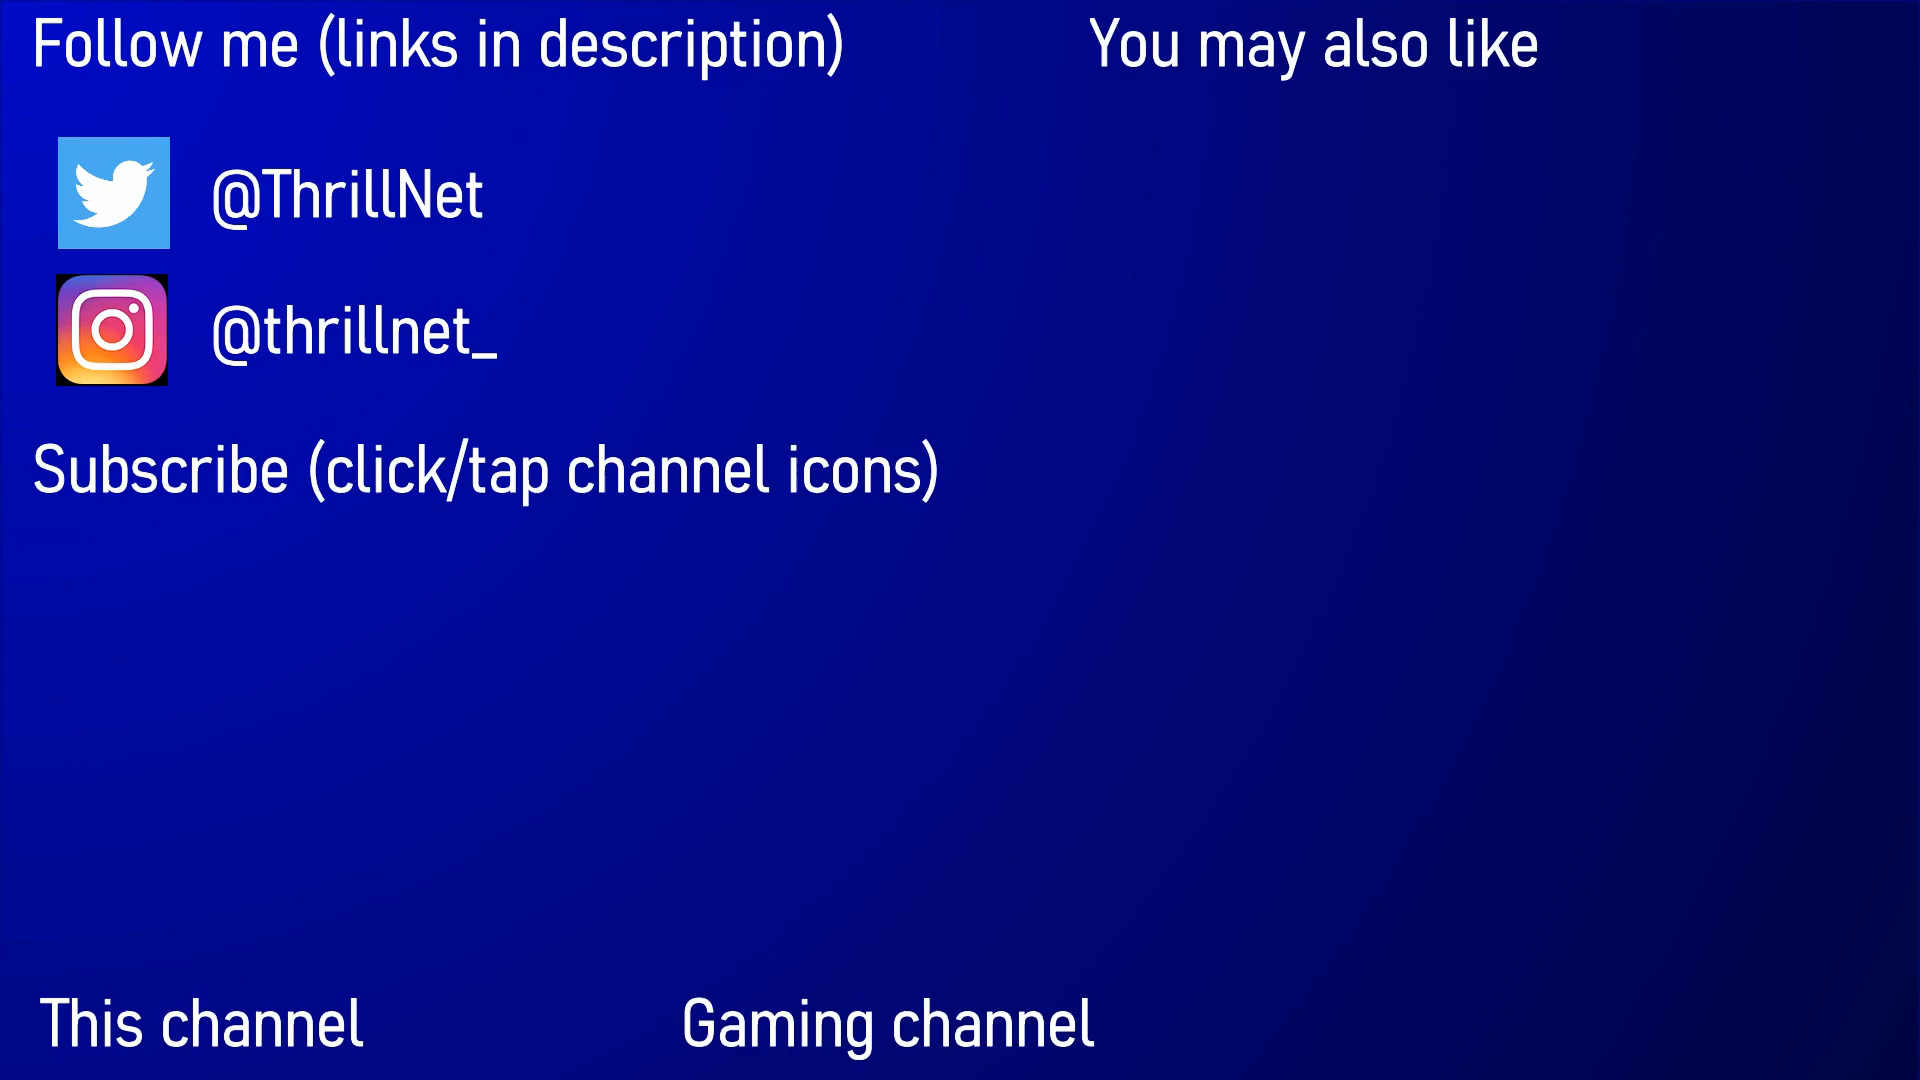 Follow me (links in description)
You may also like
@ThrillNet
@thrillnet_
Subscribe (click/tap channel icons)
This channel
Gaming channel